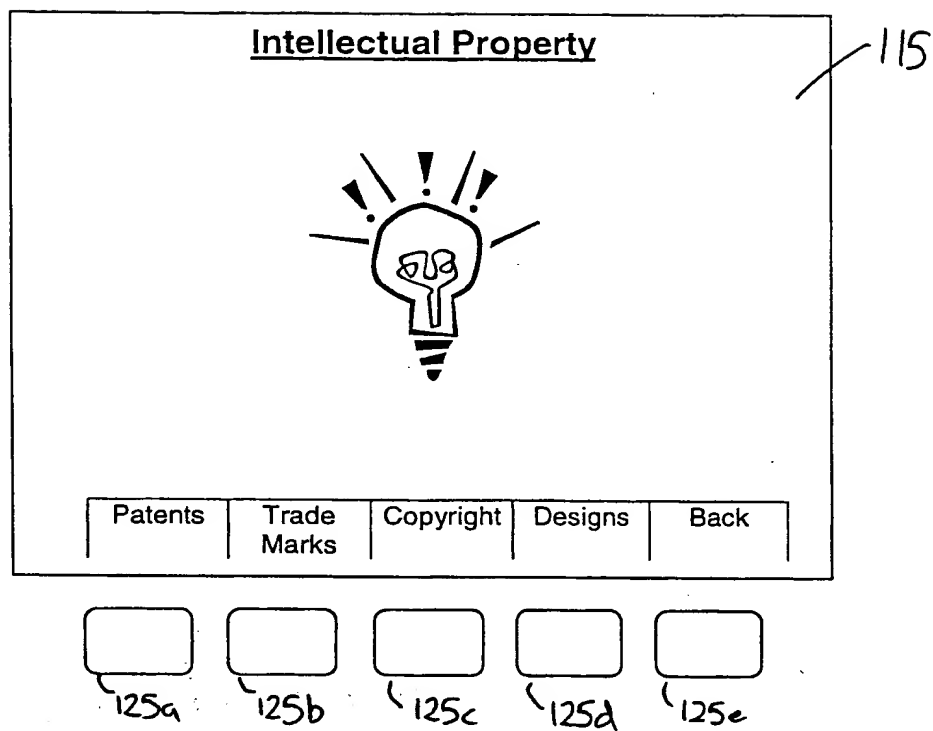 Intellectual Property
115
Patents
Trade
Marks
Copyright
Designs
Back
125a
125b
125c
125d
125e